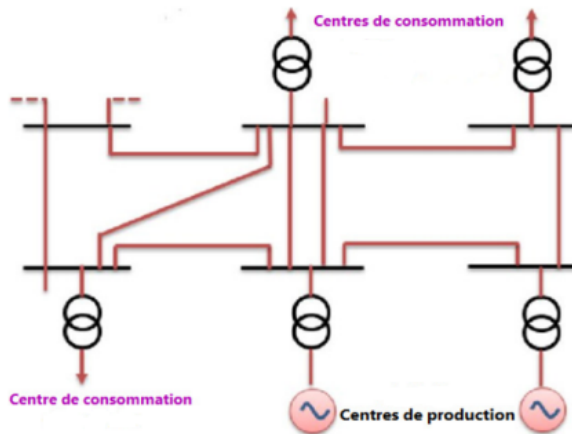 Centres de consommation
Centre de consommation
Centres de production